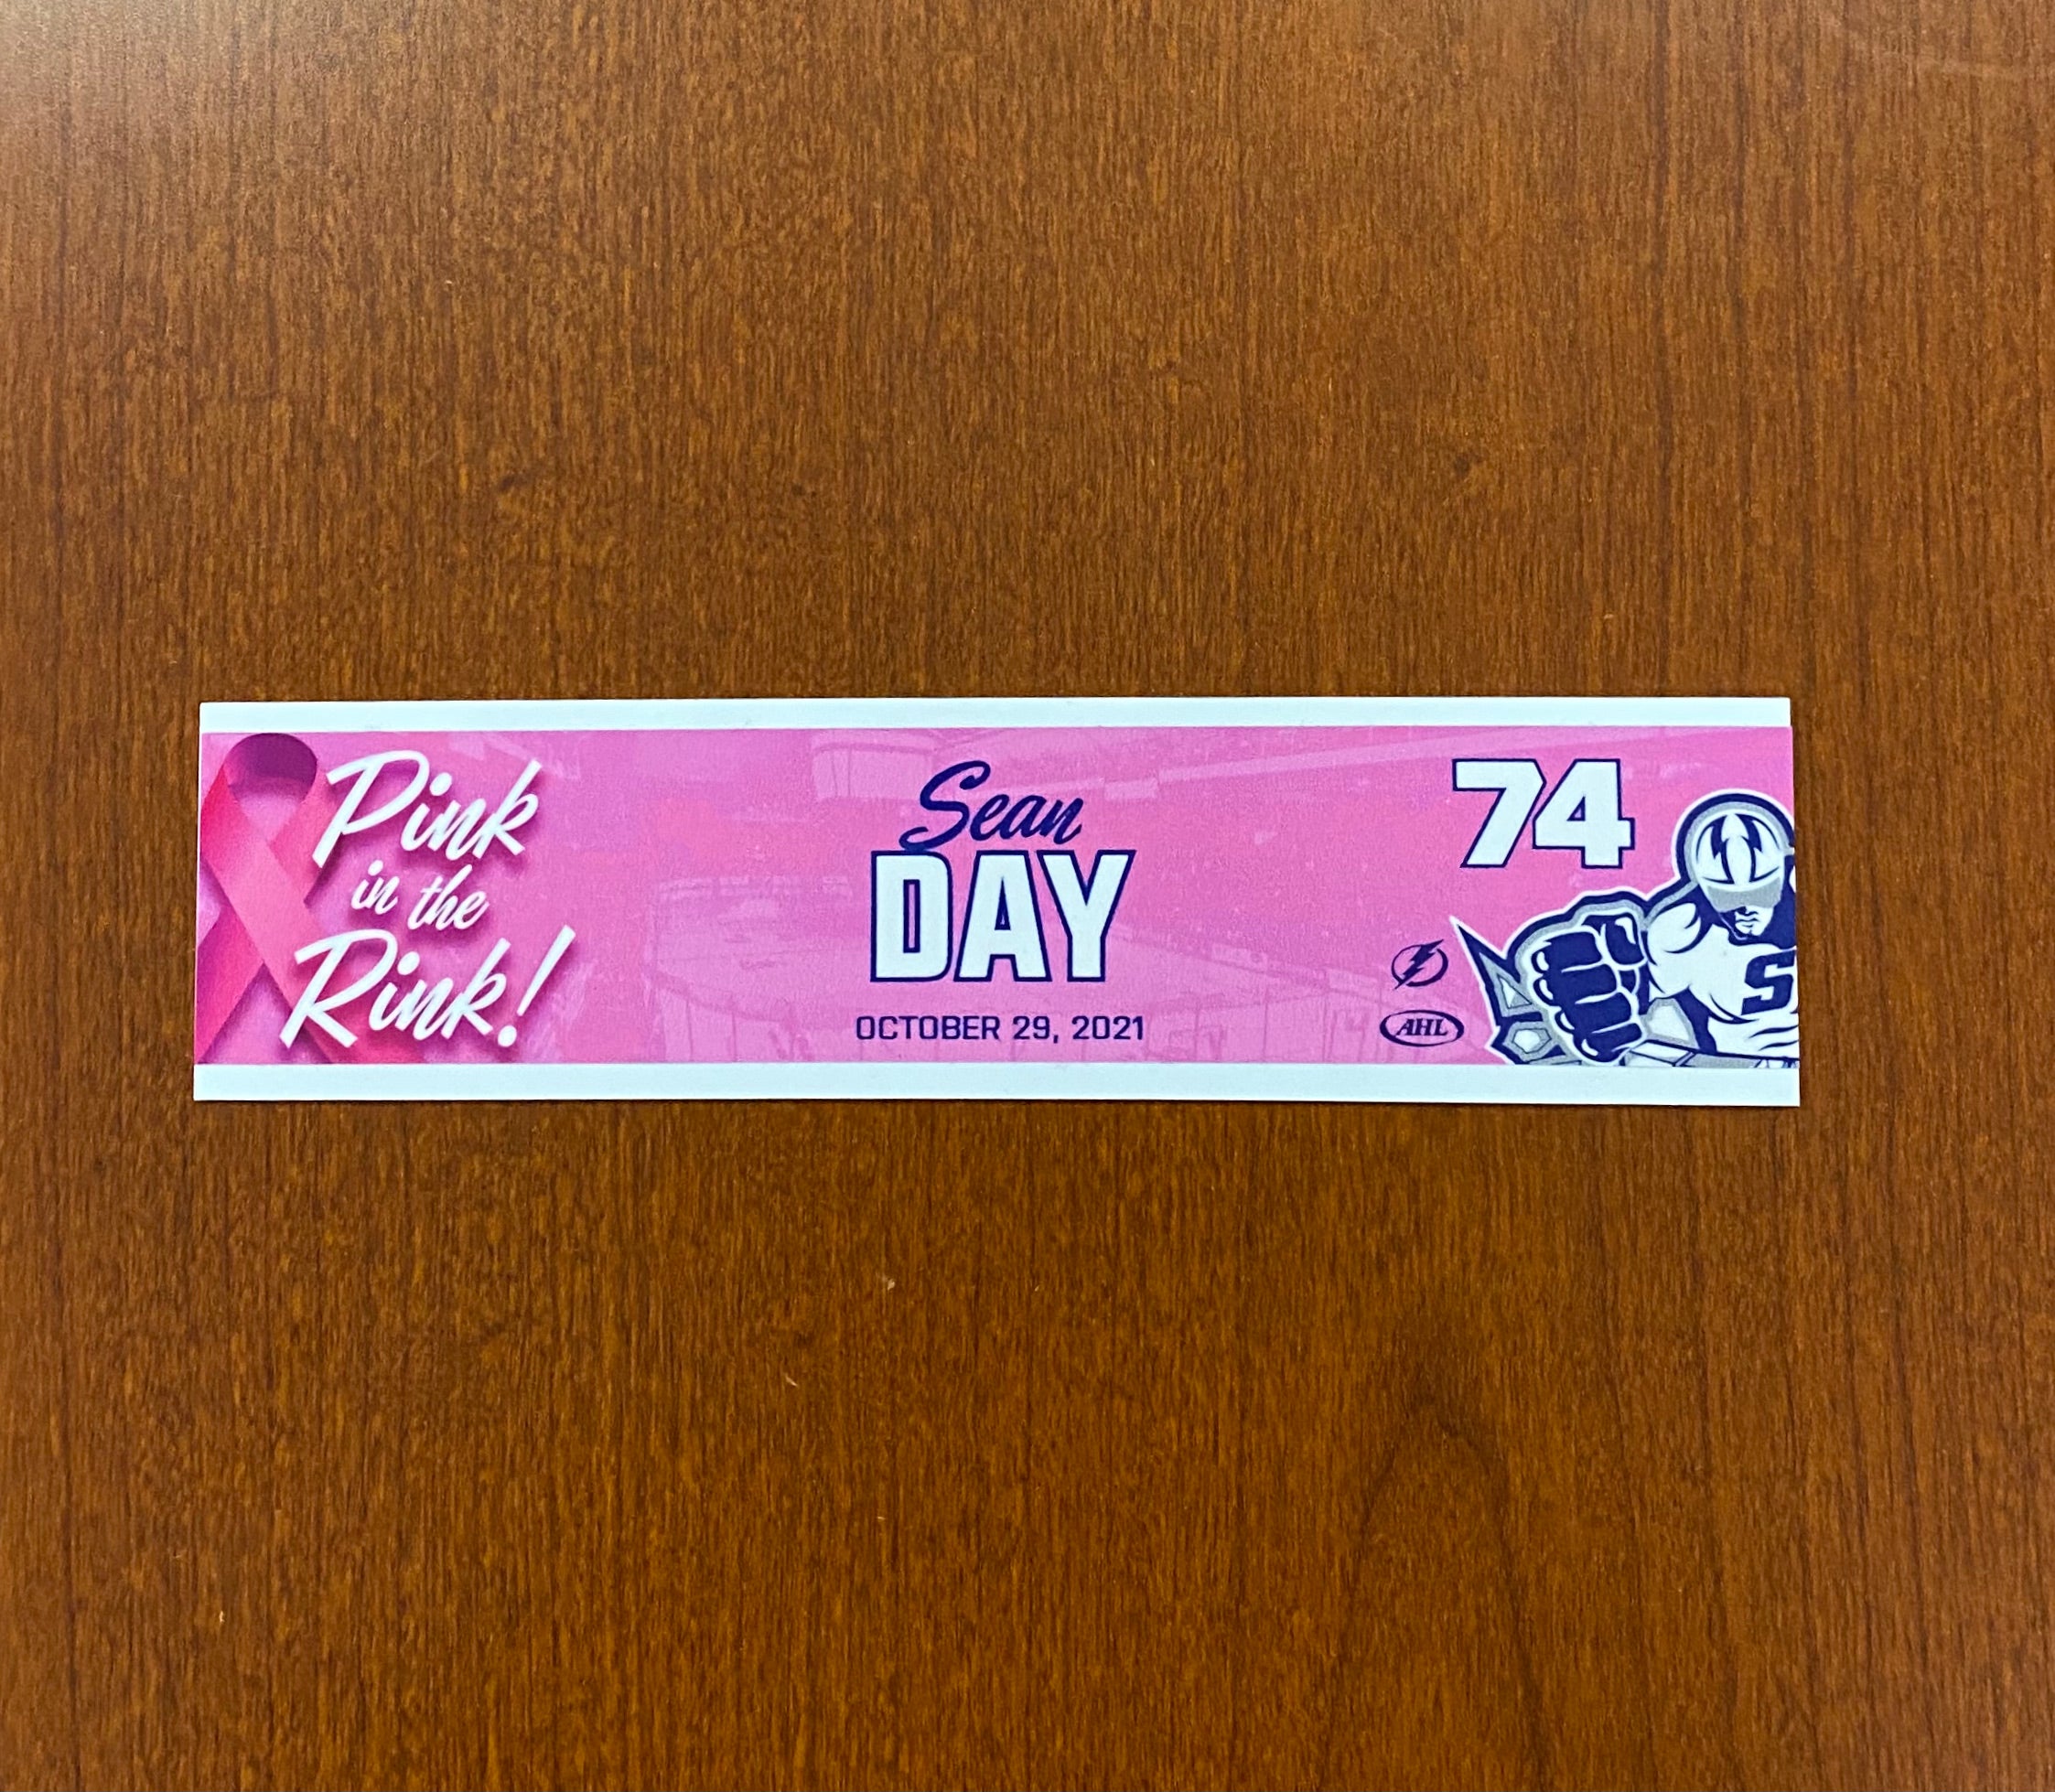 Pink
in the
Rink!
Sean
DAY
OCTOBER 29, 2021
74
AHL
S